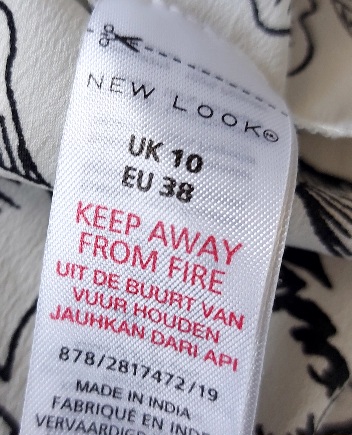 NEW LOOK®
UK 10
EU 38
KEEP AWAY
FROM FIRE
UIT DE BUURT VAN
VUUR HOUDEN
JAUHKAN DARI API
878/2817472/19
MADE IN INDIA
FABRIQUÉ EN